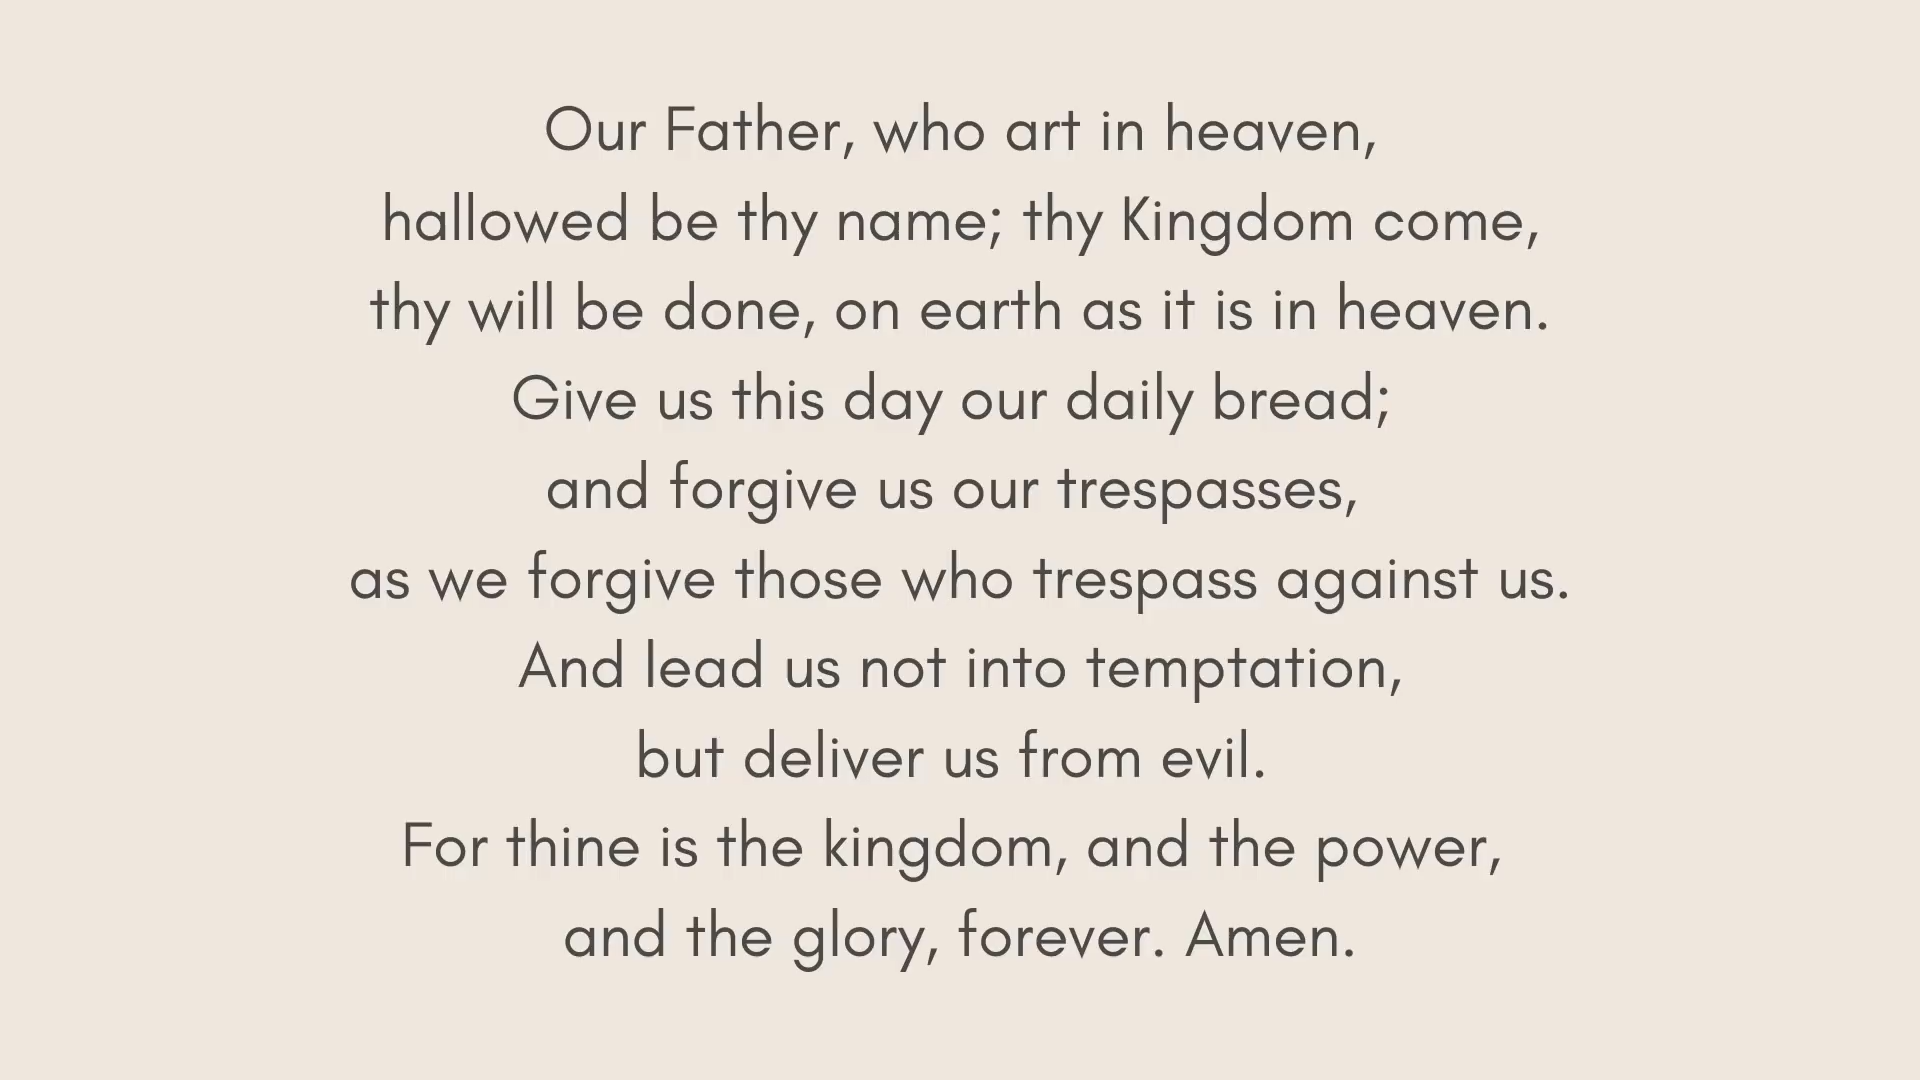 Our Father, who art in heaven,
hallowed be thy name; thy Kingdom come,
thy will be done, on earth as it is in heaven.
Give us this day our daily bread;
and forgive us our trespasses,
as we forgive those who trespass against us.
And lead us not into temptation,
but deliver us from evil.
For thine is the kingdom, and the power,
and the glory, forever. Amen.